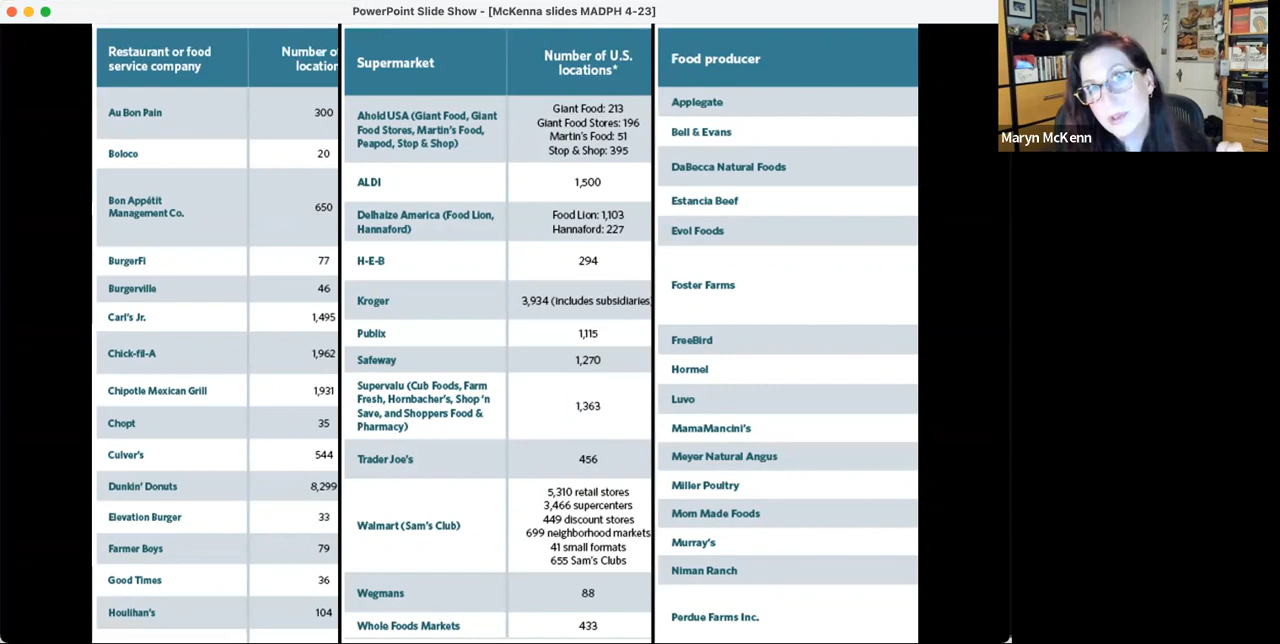 PowerPoint Slide Show - [McKenna slides MADPH 4-23]
Restaurant or food
service company
Number of
location
Au Bon Pain
300
Boloco
20
Bon Appétit
Management Co.
650
BurgerFi
77
Burgerville
46
Carl's Jr.
1,495
Chick-fil-A
1,962
Chipotle Mexican Grill
1,931
Chopt
35
Culver's
544
Dunkin' Donuts
8,299
Elevation Burger
33
Farmer Boys
79
Good Times
36
Houlihan's
104
Supermarket
Number of U.S.
locations*
Ahold USA (Giant Food, Giant
Food Stores, Martin's Food,
Peapod, Stop & Shop)
Giant Food: 213
Giant Food Stores: 196
Martin's Food: 51
Stop & Shop: 395
ALDI
1,500
Delhaize America (Food Lion,
Hannaford)
Food Lion: 1,103
Hannaford: 227
H-E-B
294
Kroger
3,934 (includes subsidiaries)
Publix
1,115
Safeway
1,270
Supervalu (Cub Foods, Farm
Fresh, Hornbacher's, Shop 'n
Save, and Shoppers Food &
Pharmacy)
1,363
Trader Joe's
456
Walmart (Sam's Club)
5,310 retail stores
3,466 supercenters
449 discount stores
699 neighborhood markets
41 small formats
655 Sam's Clubs
Wegmans
88
Whole Foods Markets
433
Food producer
Applegate
Bell & Evans
DaBecca Natural Foods
Estancia Beef
Evol Foods
Foster Farms
FreeBird
Hormel
Luvo
MamaMancini's
Meyer Natural Angus
Miller Poultry
Mom Made Foods
Murray's
Niman Ranch
Perdue Farms Inc.
Maryn McKenn